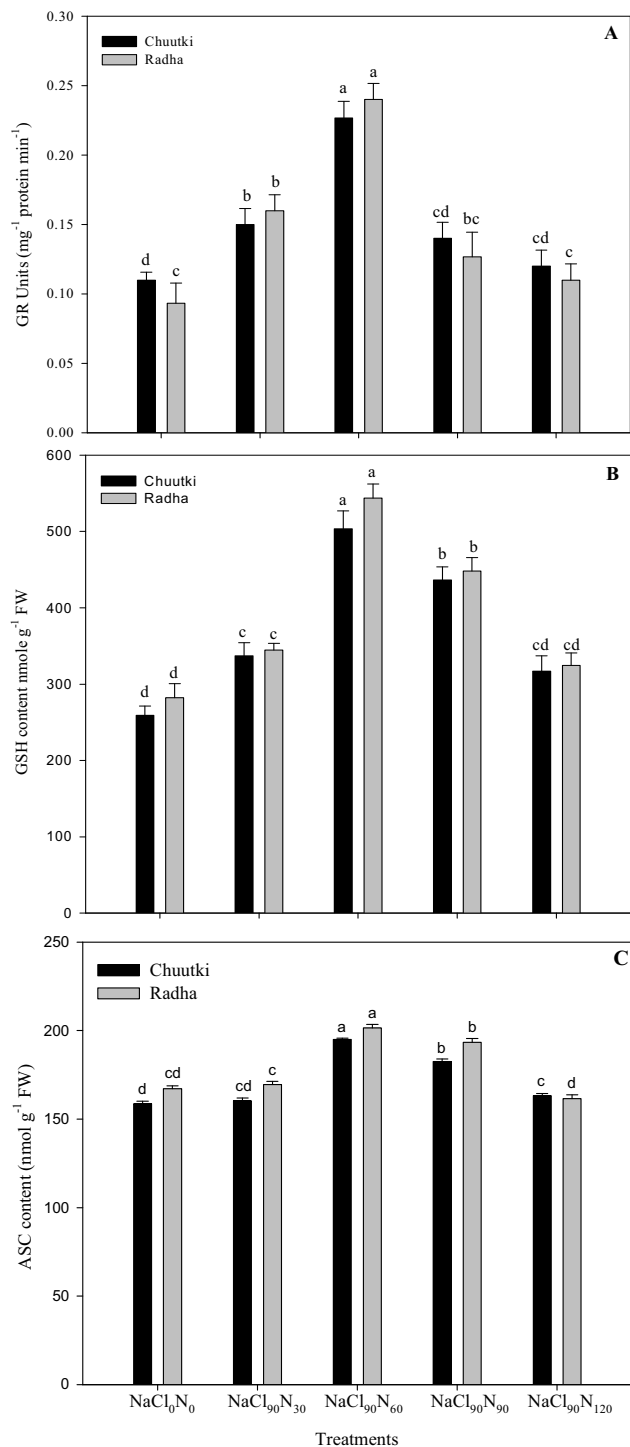 0.30
Chuutki
Radha
A
a
a
0.25
GR Units (mg⁻¹ protein min⁻¹)
0.20
b
b
cd
bc
0.15
d
c
cd
c
0.10
0.05
0.00
600
Chuutki
Radha
B
a
a
500
b
b
GSH content nmole g⁻¹ FW
400
c
c
cd
cd
d
d
300
200
100
0
250
Chuutki
Radha
C
a
a
200
b
b
d
cd
cd
c
c
d
ASC content (nmol g⁻¹ FW)
150
100
50
0
NaCl₀N₀ NaCl₉₀N₃₀ NaCl₉₀N₆₀ NaCl₉₀N₉₀ NaCl₉₀N₁₂₀
Treatments